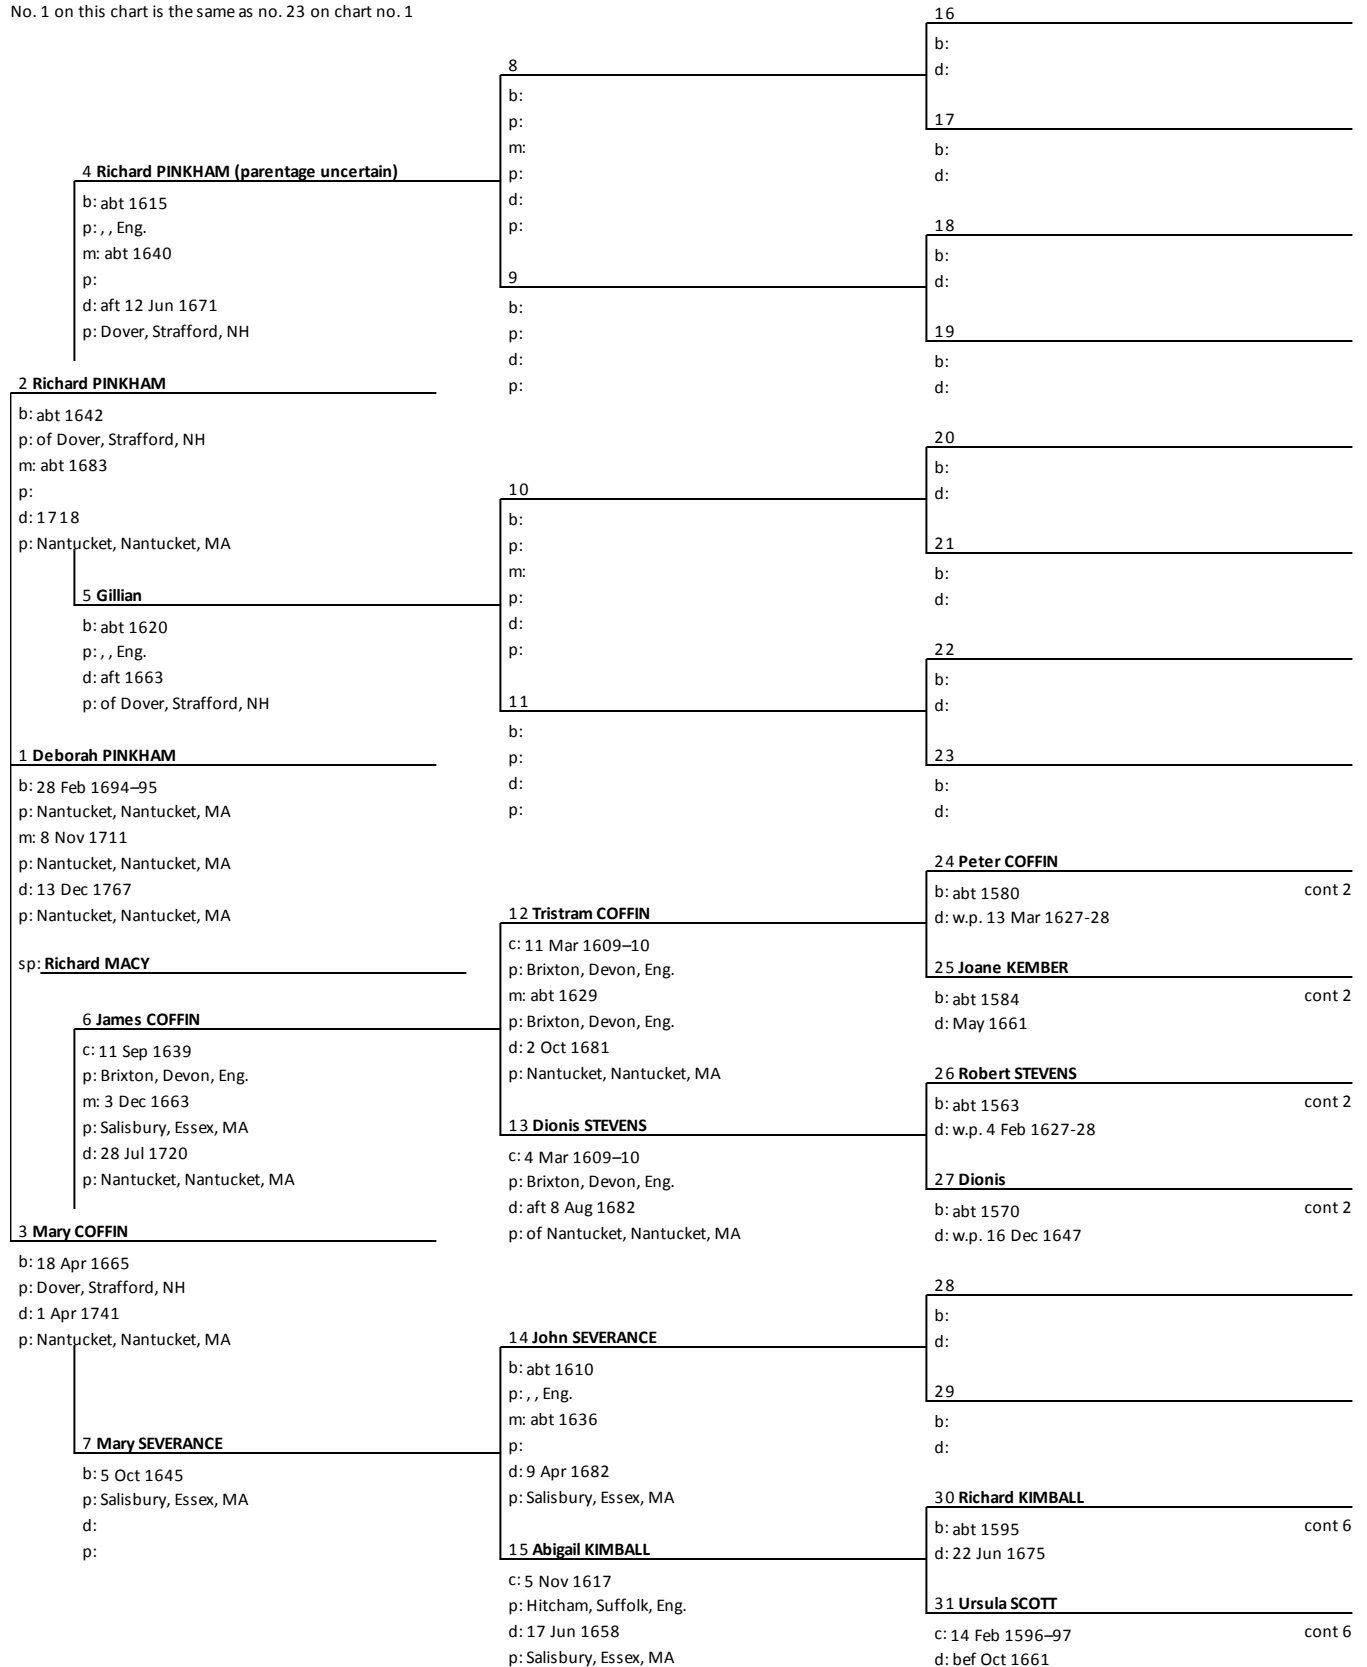 No. 1 on this chart is the same as no. 23 on chart no. 1
16
b:
d:
8
b:
p:
m:
p:
d:
p:
17
b:
d:
4 Richard PINKHAM (parentage uncertain)
b: abt 1615
p: , , Eng.
m: abt 1640
p:
d: aft 12 Jun 1671
p: Dover, Strafford, NH
18
b:
d:
9
b:
p:
d:
p:
19
b:
d:
2 Richard PINKHAM
b: abt 1642
p: of Dover, Strafford, NH
m: abt 1683
p:
d: 1718
p: Nantucket, Nantucket, MA
20
b:
d:
10
b:
p:
m:
p:
d:
p:
21
b:
d:
5 Gillian
b: abt 1620
p: , , Eng.
d: aft 1663
p: of Dover, Strafford, NH
22
b:
d:
11
b:
p:
d:
p:
23
b:
d:
1 Deborah PINKHAM
b: 28 Feb 1694–95
p: Nantucket, Nantucket, MA
m: 8 Nov 1711
p: Nantucket, Nantucket, MA
d: 13 Dec 1767
p: Nantucket, Nantucket, MA
sp: Richard MACY
24 Peter COFFIN
b: abt 1580 cont 2
d: w.p. 13 Mar 1627-28
12 Tristram COFFIN
c: 11 Mar 1609–10
p: Brixton, Devon, Eng.
m: abt 1629
p: Brixton, Devon, Eng.
d: 2 Oct 1681
p: Nantucket, Nantucket, MA
25 Joane KEMBER
b: abt 1584 cont 2
d: May 1661
6 James COFFIN
c: 11 Sep 1639
p: Brixton, Devon, Eng.
m: 3 Dec 1663
p: Salisbury, Essex, MA
d: 28 Jul 1720
p: Nantucket, Nantucket, MA
26 Robert STEVENS
b: abt 1563 cont 2
d: w.p. 4 Feb 1627-28
13 Dionis STEVENS
c: 4 Mar 1609–10
p: Brixton, Devon, Eng.
d: aft 8 Aug 1682
p: of Nantucket, Nantucket, MA
27 Dionis
b: abt 1570 cont 2
d: w.p. 16 Dec 1647
3 Mary COFFIN
b: 18 Apr 1665
p: Dover, Strafford, NH
d: 1 Apr 1741
p: Nantucket, Nantucket, MA
28
b:
d:
14 John SEVERANCE
b: abt 1610
p: , , Eng.
m: abt 1636
p:
d: 9 Apr 1682
p: Salisbury, Essex, MA
29
b:
d:
7 Mary SEVERANCE
b: 5 Oct 1645
p: Salisbury, Essex, MA
d:
p:
30 Richard KIMBALL
b: abt 1595 cont 6
d: 22 Jun 1675
15 Abigail KIMBALL
c: 5 Nov 1617
p: Hitcham, Suffolk, Eng.
d: 17 Jun 1658
p: Salisbury, Essex, MA
31 Ursula SCOTT
c: 14 Feb 1596–97 cont 6
d: bef Oct 1661